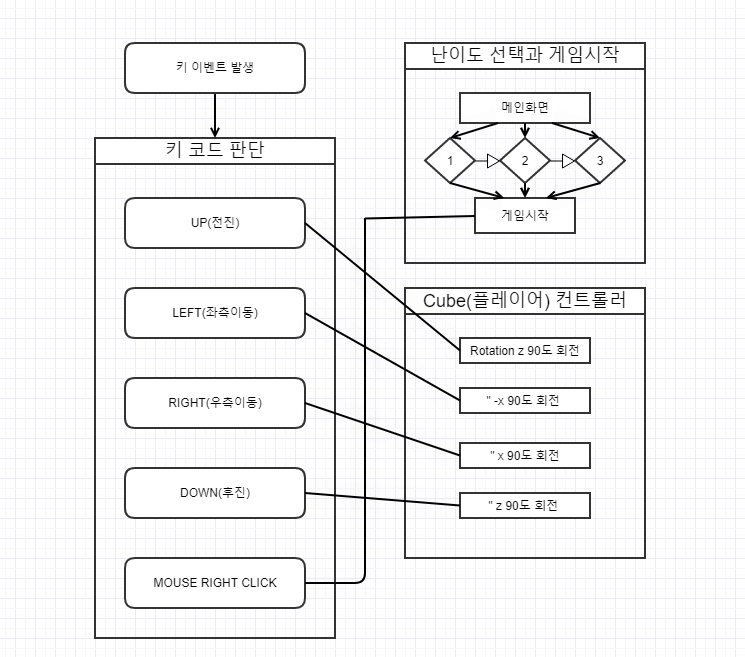 키 이벤트 발생
키 코드 판단
UP(전진)
LEFT(좌측이동)
RIGHT(우측이동)
DOWN(후진)
MOUSE RIGHT CLICK
난이도 선택과 게임시작
메인화면
1
2
3
게임시작
Cube(플레이어) 컨트롤러
Rotation z 90도 회전
" -x 90도 회전
" x 90도 회전
" z 90도 회전